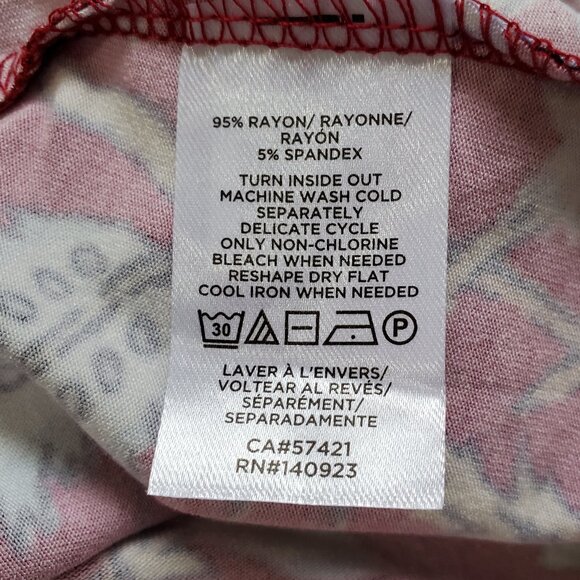 95% RAYON/ RAYONNE/
RAYÓN
5% SPANDEX
TURN INSIDE OUT
MACHINE WASH COLD
SEPARATELY
DELICATE CYCLE
ONLY NON-CHLORINE
BLEACH WHEN NEEDED
RESHAPE DRY FLAT
COOL IRON WHEN NEEDED
30 P
LAVER À L'ENVERS/
VOLTEAR AL REVÉS/
SÉPARÉMENT/
SEPARADAMENTE
CA#57421
RN#140923